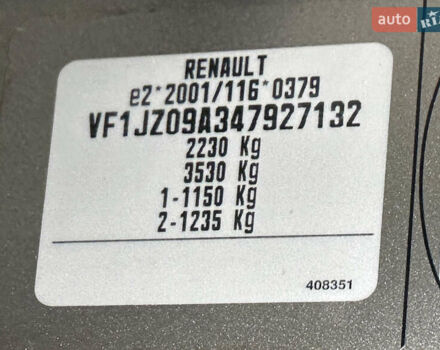 auto RIA
RENAULT
e2*2001/116*0379
VF1JZ09A347927132
2230 Kg
3530 Kg
1-1150 Kg
2-1235 Kg
408351